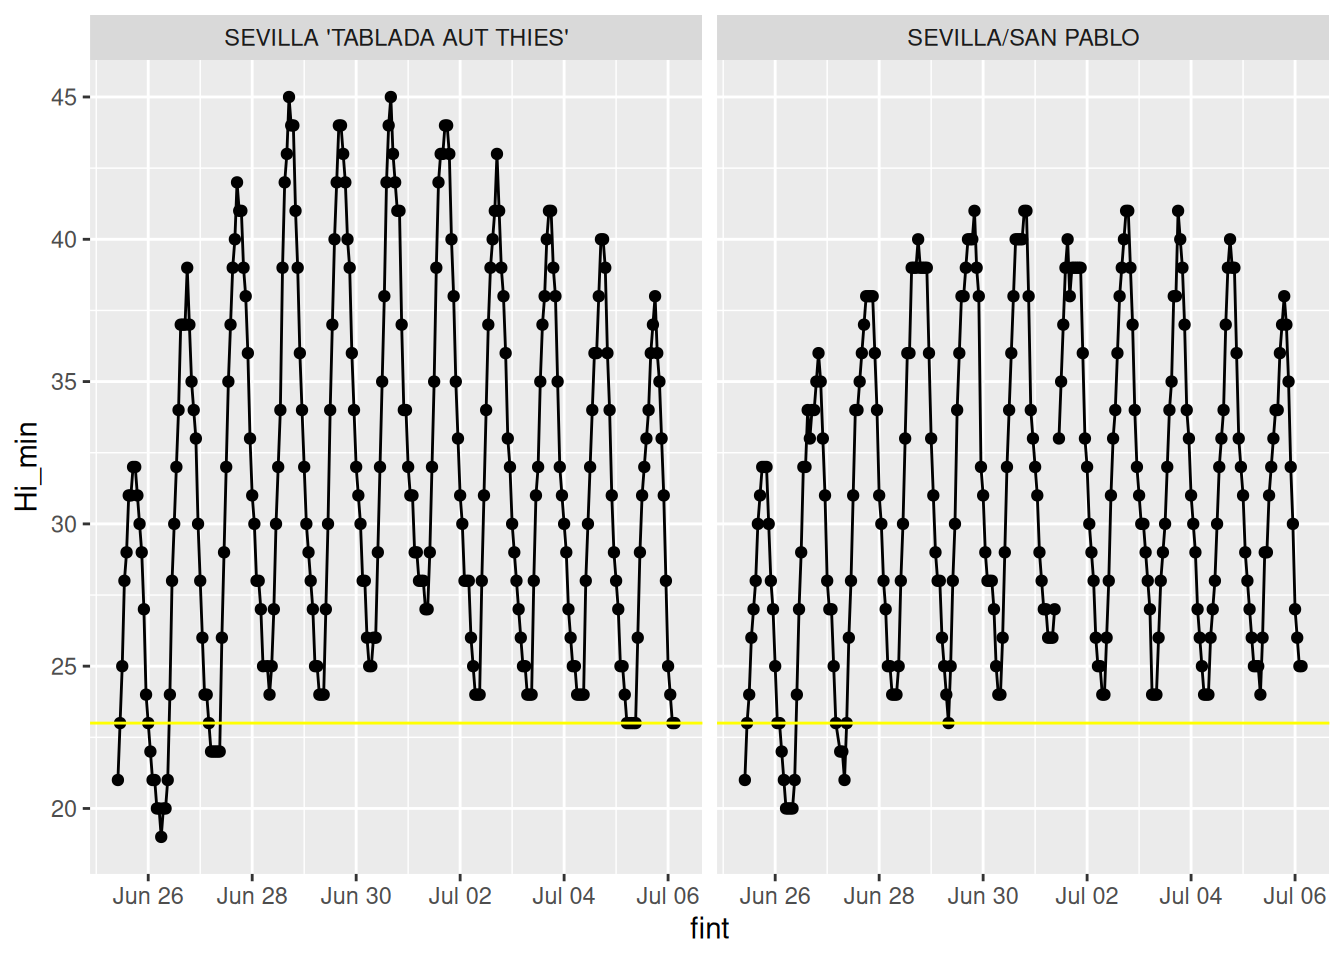 SEVILLA 'TABLADA AUT THIES'
SEVILLA/SAN PABLO
45
40
35
30
25
20
Hi_min
Jun 26 Jun 28 Jun 30 Jul 02 Jul 04 Jul 06
Jun 26 Jun 28 Jun 30 Jul 02 Jul 04 Jul 06
fint